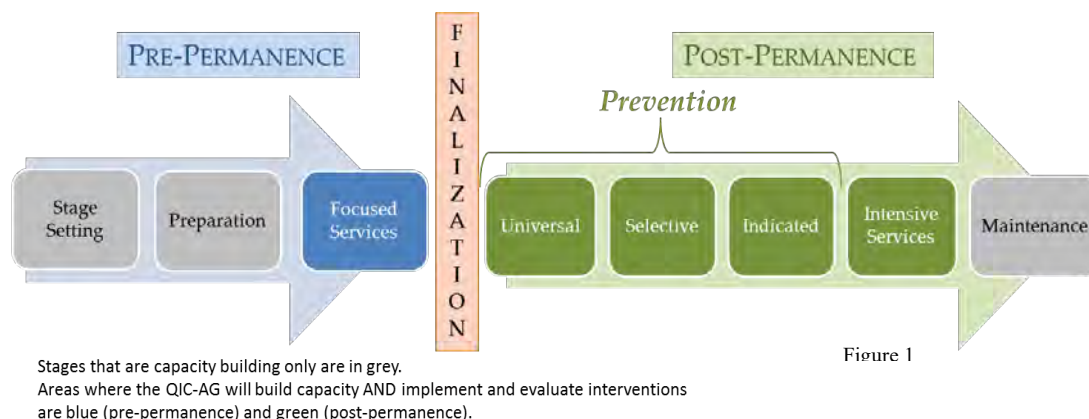 PRE-PERMANENCE
FINALIZATION
POST-PERMANENCE
Prevention
Stage
Setting
Preparation
Focused
Services
Universal
Selective
Indicated
Intensive
Services
Maintenance
Figure 1
Stages that are capacity building only are in grey.
Areas where the QIC-AG will build capacity AND implement and evaluate interventions
are blue (pre-permanence) and green (post-permanence).